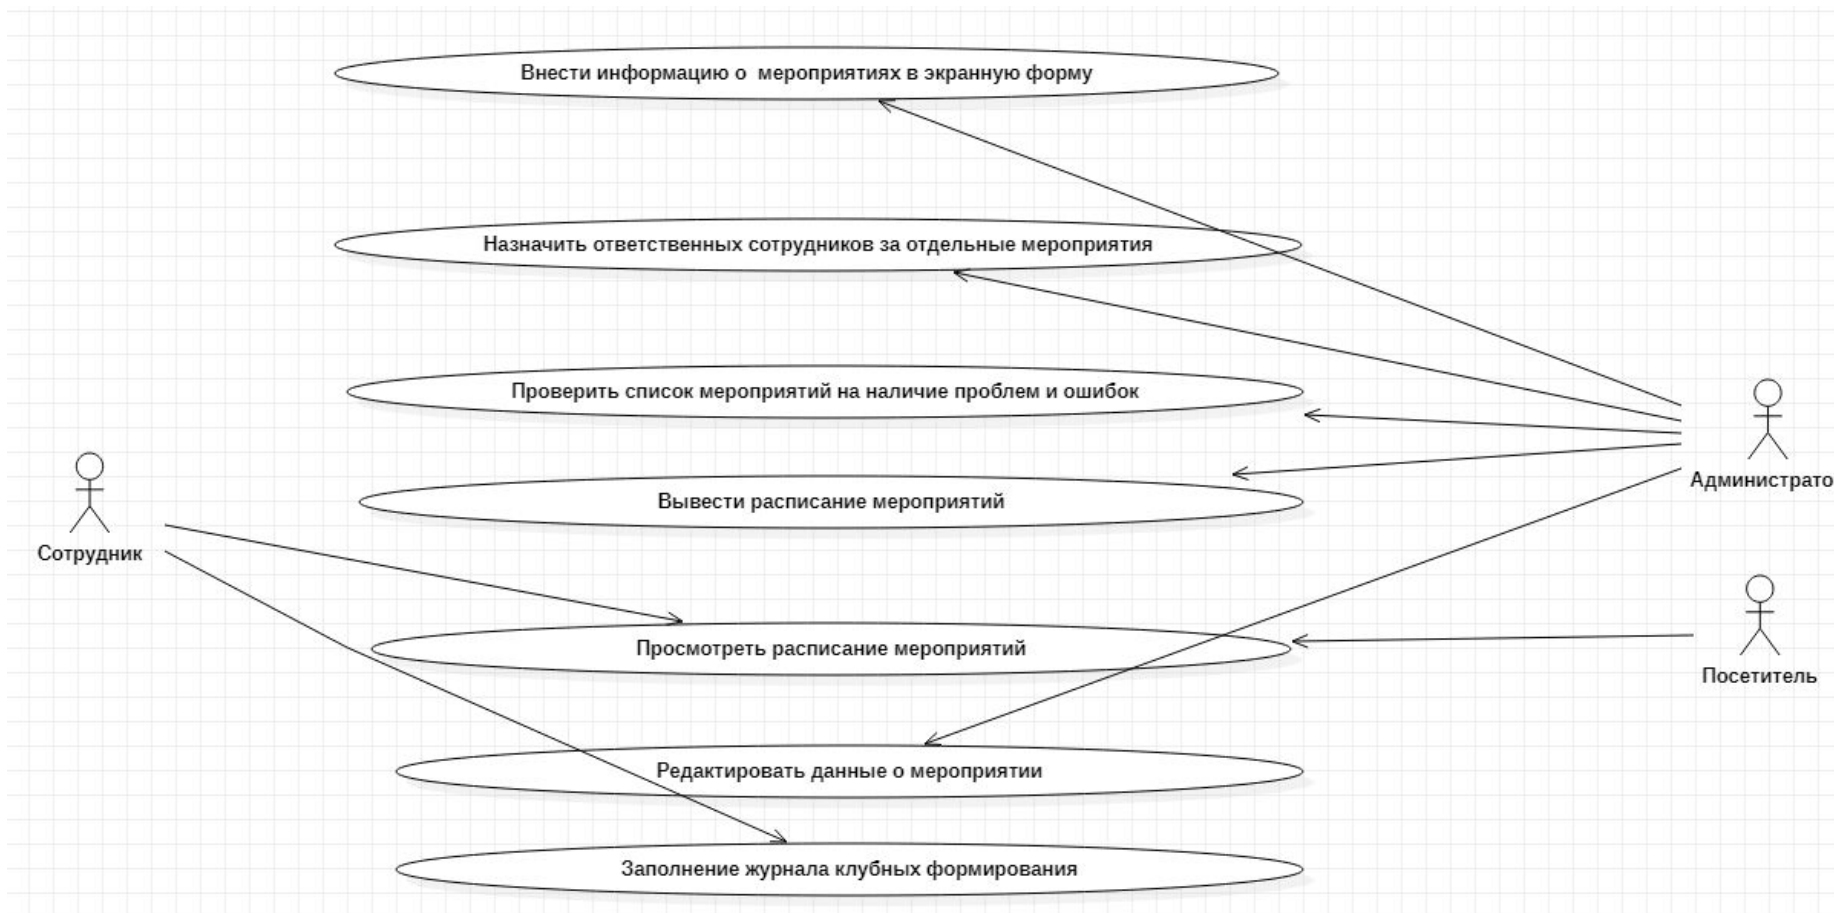 Внести информацию о  мероприятиях в экранную форму
Назначить ответственных сотрудников за отдельные мероприятия
Проверить список мероприятий на наличие проблем и ошибок
Администрато
Вывести расписание мероприятий
Сотрудник
Просмотреть расписание мероприятий
Посетитель
Редактировать данные о мероприятии
Заполнение журнала клубных формирования